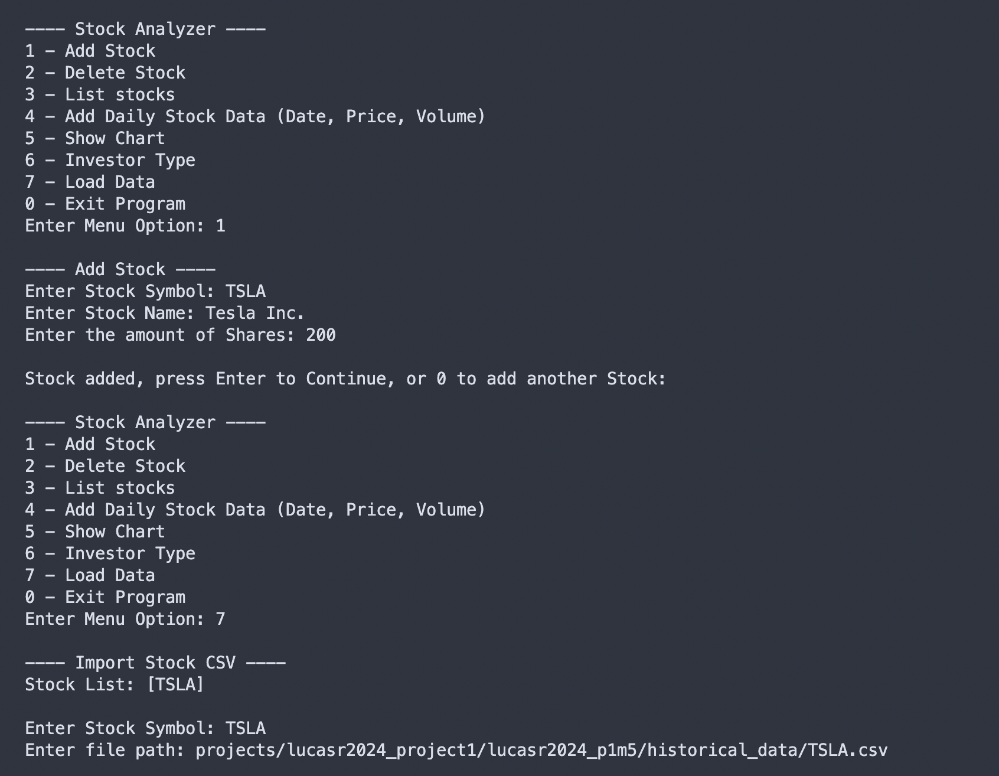 ---- Stock Analyzer ----
1 - Add Stock
2 - Delete Stock
3 - List stocks
4 - Add Daily Stock Data (Date, Price, Volume)
5 - Show Chart
6 - Investor Type
7 - Load Data
0 - Exit Program
Enter Menu Option: 1
---- Add Stock ----
Enter Stock Symbol: TSLA
Enter Stock Name: Tesla Inc.
Enter the amount of Shares: 200
Stock added, press Enter to Continue, or 0 to add another Stock:
---- Stock Analyzer ----
1 - Add Stock
2 - Delete Stock
3 - List stocks
4 - Add Daily Stock Data (Date, Price, Volume)
5 - Show Chart
6 - Investor Type
7 - Load Data
0 - Exit Program
Enter Menu Option: 7
---- Import Stock CSV ----
Stock List: [TSLA]
Enter Stock Symbol: TSLA
Enter file path: projects/lucasr2024_project1/lucasr2024_p1m5/historical_data/TSLA.csv